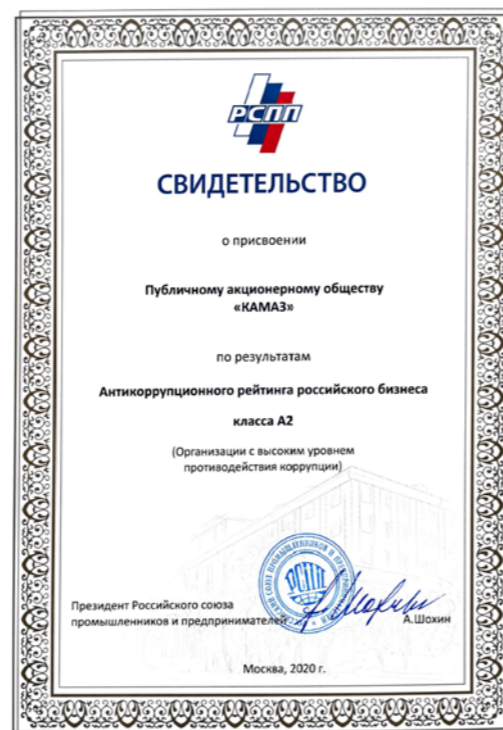 РСПП
СВИДЕТЕЛЬСТВО
о присвоении
Публичному акционерному обществу
«КАМАЗ»
по результатам
Антикоррупционного рейтинга российского бизнеса
класса А2
(Организации с высоким уровнем
противодействия коррупции)
РСПП
Президент Российского союза
промышленников и предпринимателей
А.Шохин
Москва, 2020 г.